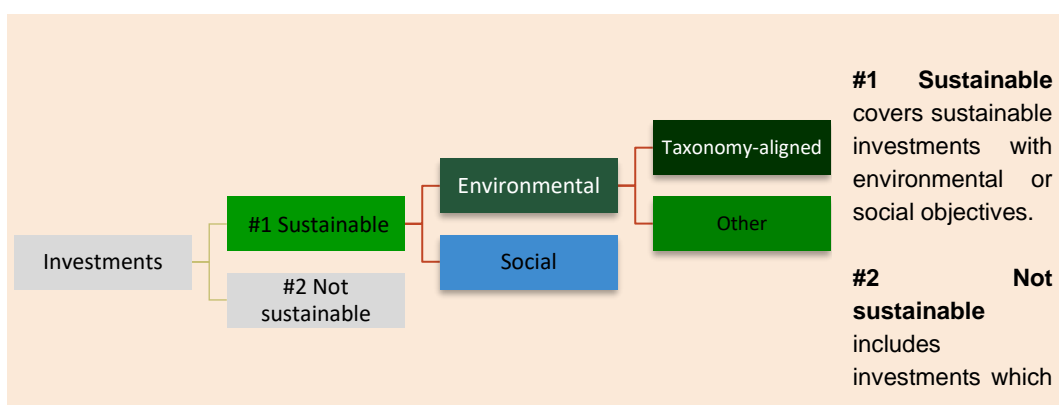 Investments
#1 Sustainable
#2 Not
sustainable
Environmental
Social
Taxonomy-aligned
Other
#1 Sustainable
covers sustainable
investments with
environmental or
social objectives.
#2 Not
sustainable
includes
investments which